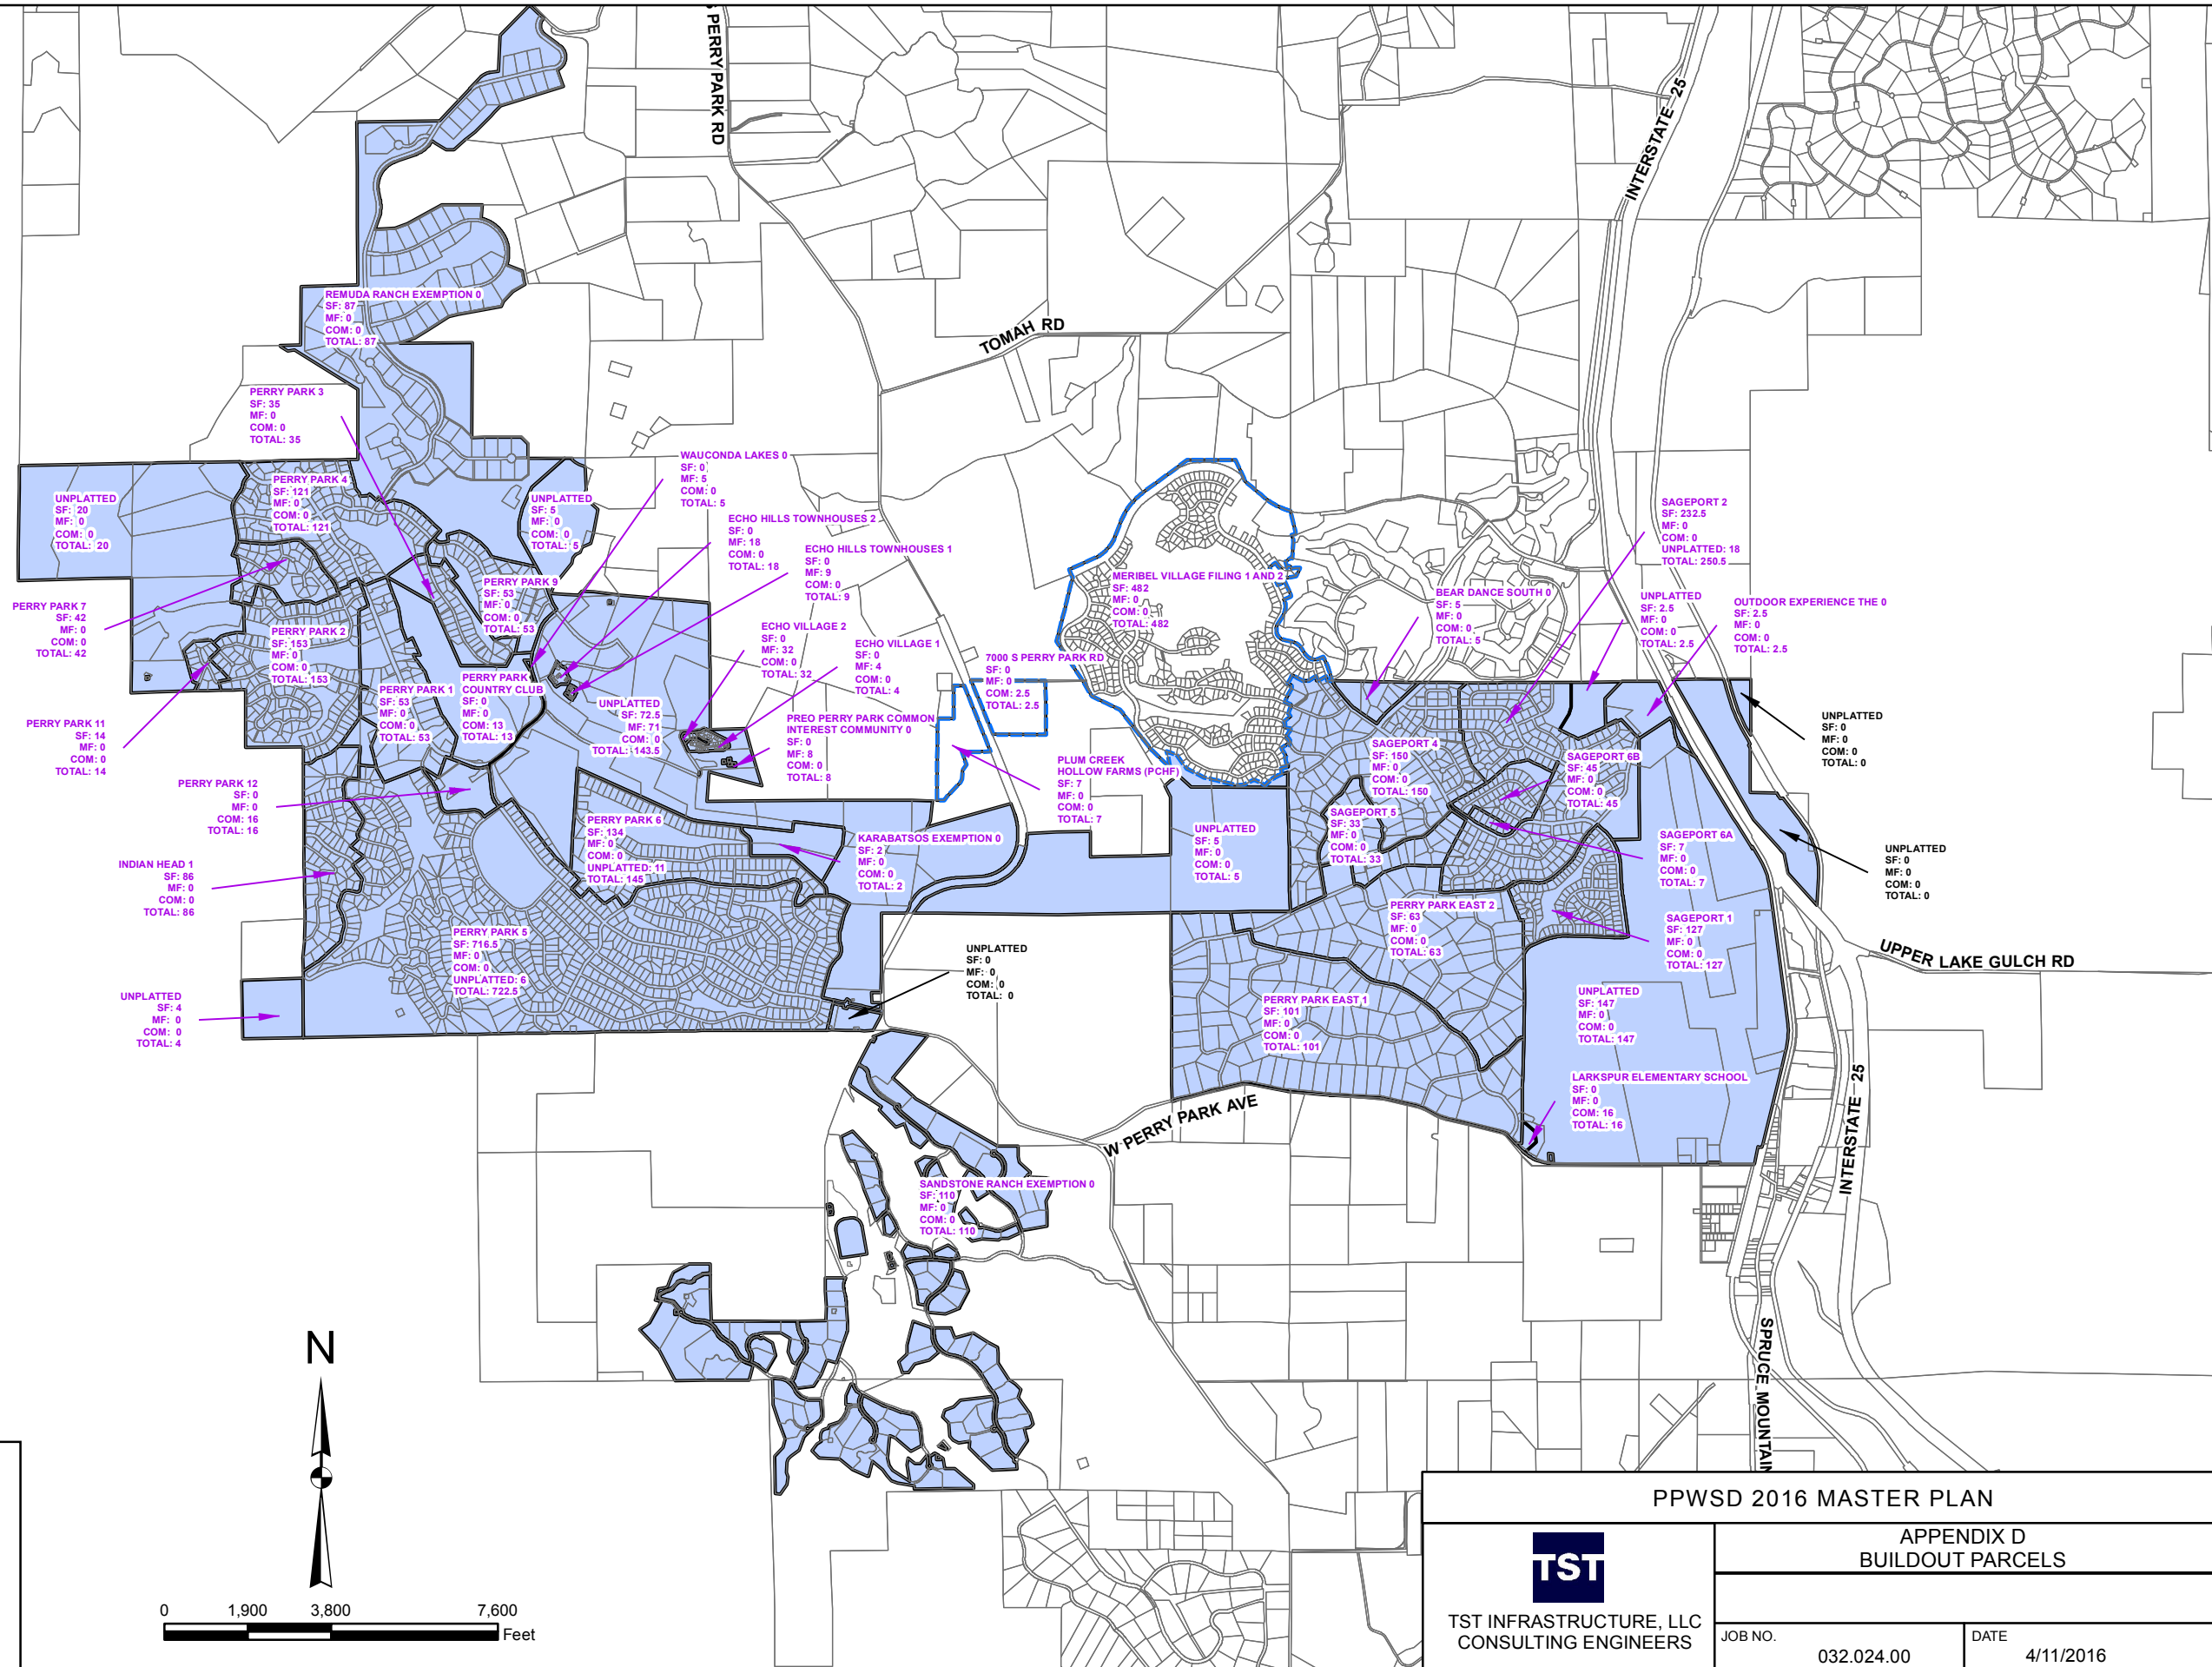 S PERRY PARK RD
INTERSTATE 25
TOMAH RD
REMUDA RANCH EXEMPTION 0
SF: 87
MF: 0
COM: 0
TOTAL: 87
PERRY PARK 3
SF: 35
MF: 0
COM: 0
TOTAL: 35
WAUCONDA LAKES 0
SF: 0
MF: 5
COM: 0
TOTAL: 5
PERRY PARK 4
SF: 121
MF: 0
COM: 0
TOTAL: 121
UNPLATTED
SF: 20
MF: 0
COM: 0
TOTAL: 20
UNPLATTED
SF: 5
MF: 0
COM: 0
TOTAL: 5
ECHO HILLS TOWNHOUSES 2
SF: 0
MF: 18
COM: 0
TOTAL: 18
ECHO HILLS TOWNHOUSES 1
SF: 0
MF: 9
COM: 0
TOTAL: 9
SAGEPORT 2
SF: 232.5
MF: 0
COM: 0
UNPLATTED: 18
TOTAL: 250.5
MERIBEL VILLAGE FILING 1 AND 2
SF: 482
MF: 0
COM: 0
TOTAL: 482
BEAR DANCE SOUTH 0
SF: 5
MF: 0
COM: 0
TOTAL: 5
UNPLATTED
SF: 2.5
MF: 0
COM: 0
TOTAL: 2.5
OUTDOOR EXPERIENCE THE 0
SF: 2.5
MF: 0
COM: 0
TOTAL: 2.5
PERRY PARK 9
SF: 53
MF: 0
COM: 0
TOTAL: 53
PERRY PARK 7
SF: 42
MF: 0
COM: 0
TOTAL: 42
PERRY PARK 2
SF: 153
MF: 0
COM: 0
TOTAL: 153
ECHO VILLAGE 2
SF: 0
MF: 32
COM: 0
TOTAL: 32
ECHO VILLAGE 1
SF: 0
MF: 4
COM: 0
TOTAL: 4
7000 S PERRY PARK RD
SF: 0
MF: 0
COM: 2.5
TOTAL: 2.5
PERRY PARK 1
SF: 53
MF: 0
COM: 0
TOTAL: 53
PERRY PARK
COUNTRY CLUB
SF: 0
MF: 0
COM: 13
TOTAL: 13
UNPLATTED
SF: 72.5
MF: 71
COM: 0
TOTAL: 143.5
PREO PERRY PARK COMMON
INTEREST COMMUNITY 0
SF: 0
MF: 8
COM: 0
TOTAL: 8
PERRY PARK 11
SF: 14
MF: 0
COM: 0
TOTAL: 14
UNPLATTED
SF: 0
MF: 0
COM: 0
TOTAL: 0
SAGEPORT 4
SF: 150
MF: 0
COM: 0
TOTAL: 150
SAGEPORT 6B
SF: 45
MF: 0
COM: 0
TOTAL: 45
PLUM CREEK
HOLLOW FARMS (PCHF)
SF: 7
MF: 0
COM: 0
TOTAL: 7
PERRY PARK 12
SF: 0
MF: 0
COM: 16
TOTAL: 16
PERRY PARK 6
SF: 134
MF: 0
COM: 0
UNPLATTED: 11
TOTAL: 145
KARABATSOS EXEMPTION 0
SF: 2
MF: 0
COM: 0
TOTAL: 2
UNPLATTED
SF: 5
MF: 0
COM: 0
TOTAL: 5
SAGEPORT 5
SF: 33
MF: 0
COM: 0
TOTAL: 33
SAGEPORT 6A
SF: 7
MF: 0
COM: 0
TOTAL: 7
UNPLATTED
SF: 0
MF: 0
COM: 0
TOTAL: 0
INDIAN HEAD 1
SF: 86
MF: 0
COM: 0
TOTAL: 86
PERRY PARK EAST 2
SF: 63
MF: 0
COM: 0
TOTAL: 63
SAGEPORT 1
SF: 127
MF: 0
COM: 0
TOTAL: 127
PERRY PARK 5
SF: 716.5
MF: 0
COM: 0
UNPLATTED: 6
TOTAL: 722.5
UNPLATTED
SF: 0
MF: 0
COM: 0
TOTAL: 0
UPPER LAKE GULCH RD
UNPLATTED
SF: 4
MF: 0
COM: 0
TOTAL: 4
PERRY PARK EAST 1
SF: 101
MF: 0
COM: 0
TOTAL: 101
UNPLATTED
SF: 147
MF: 0
COM: 0
TOTAL: 147
LARKSPUR ELEMENTARY SCHOOL
SF: 0
MF: 0
COM: 16
TOTAL: 16
INTERSTATE 25
W PERRY PARK AVE
SANDSTONE RANCH EXEMPTION 0
SF: 110
MF: 0
COM: 0
TOTAL: 110
SPRUCE MOUNTAIN
N
0 1,900 3,800 7,600
Feet
PPWSD 2016 MASTER PLAN
TST
TST INFRASTRUCTURE, LLC
CONSULTING ENGINEERS
APPENDIX D
BUILDOUT PARCELS
JOB NO.
032.024.00
DATE
4/11/2016